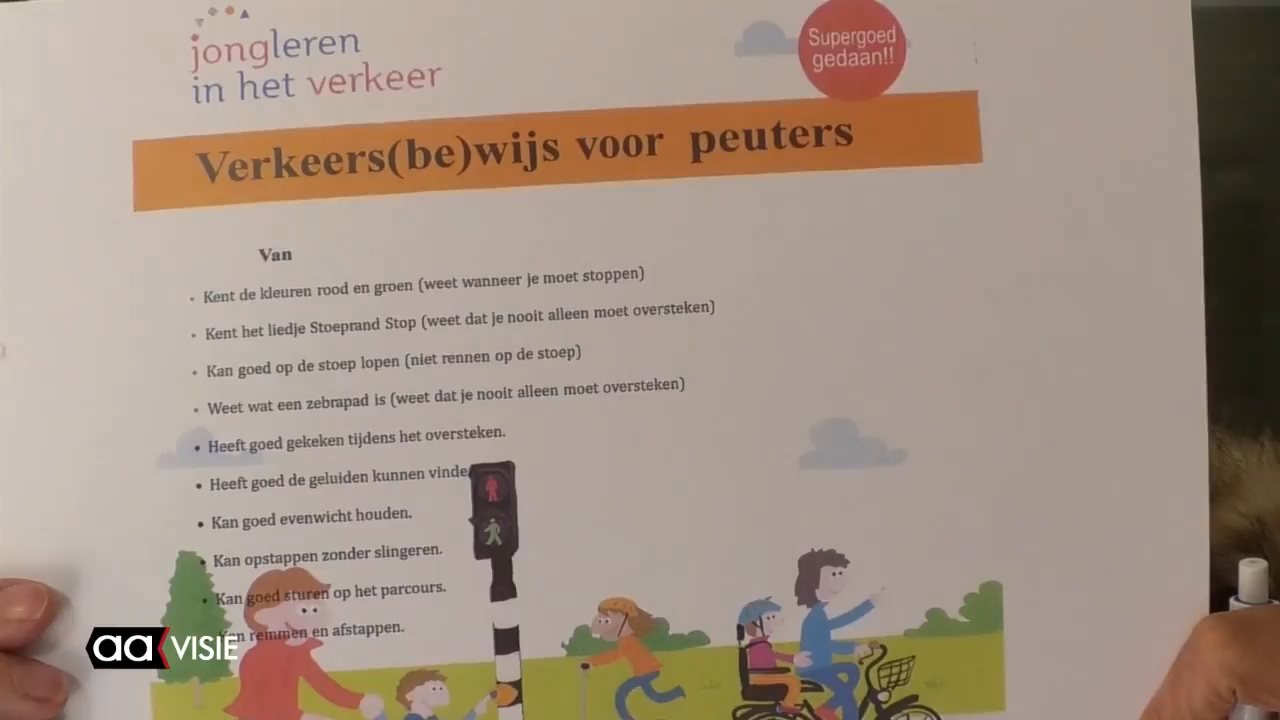 jongleren
in het verkeer
Supergoed
gedaan!!
Verkeers(be)wijs voor peuters
Van
• Kent de kleuren rood en groen (weet wanneer je moet stoppen)
• Kent het liedje Stoeprand Stop (weet dat je nooit alleen moet oversteken)
• Kan goed op de stoep lopen (niet rennen op de stoep)
• Weet wat een zebrapad is (weet dat je nooit alleen moet oversteken)
• Heeft goed gekeken tijdens het oversteken.
• Heeft goed de geluiden kunnen vinde
• Kan goed evenwicht houden.
• Kan opstappen zonder slingeren.
• Kan goed sturen op het parcours.
remmen en afstappen.
aa VISIE